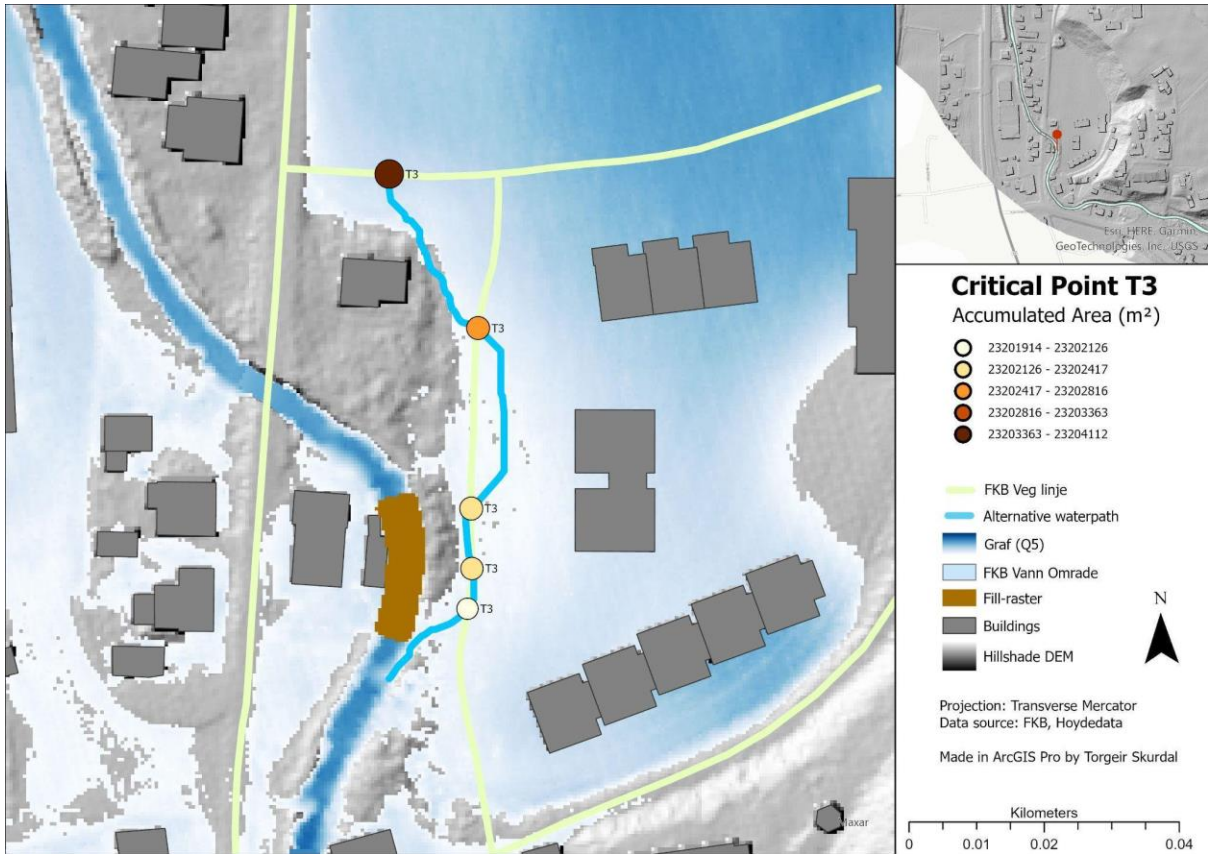 T3
T3
T3
T3
T3
Maxar
Esri, HERE, Garmin,
GeoTechnologies, Inc., USGS
Critical Point T3
Accumulated Area (m²)
23201914 - 23202126
23202126 - 23202417
23202417 - 23202816
23202816 - 23203363
23203363 - 23204112
FKB Veg linje
Alternative waterpath
Graf (Q5)
FKB Vann Omrade
Fill-raster
Buildings
Hillshade DEM
N
Projection: Transverse Mercator
Data source: FKB, Hoydedata
Made in ArcGIS Pro by Torgeir Skurdal
Kilometers
0 0.01 0.02 0.04